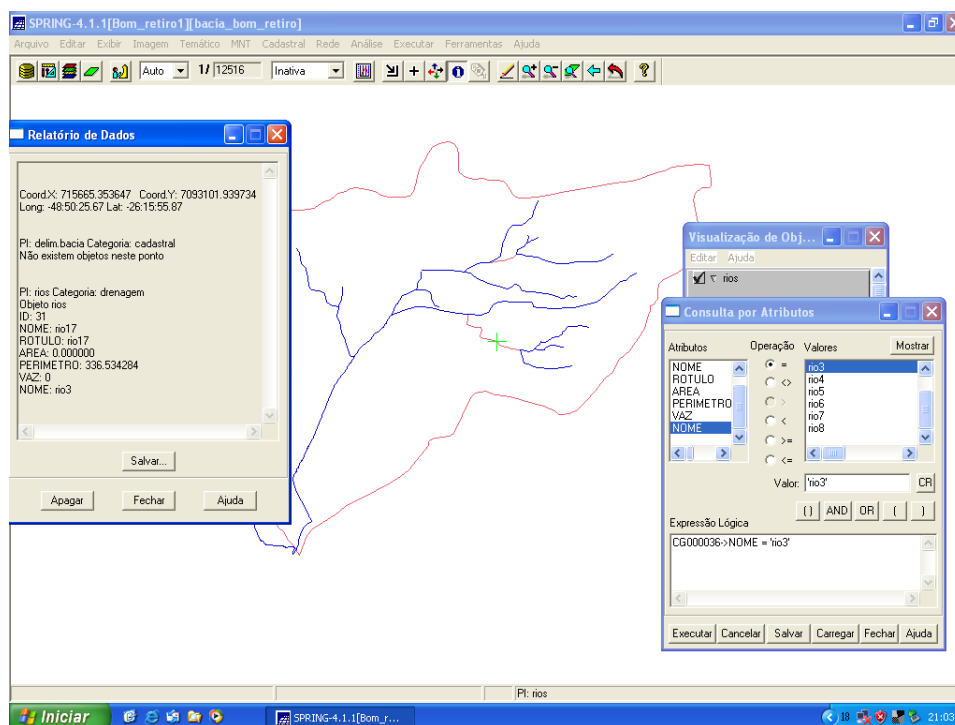 SPRING-4.1.1[Bom_retiro1][bacia_bom_retiro]
Arquivo Editar Exibir Imagem Temático MNT Cadastral Rede Análise Executar Ferramentas Ajuda
Auto 1/ 12516 Inativa
Relatório de Dados
Coord.X: 715665.353647 Coord.Y: 7093101.939734
Long: -48:50:25.67 Lat: -26:15:55.87
PI: delim.bacia Categoria: cadastral
Não existem objetos neste ponto
PI: rios Categoria: drenagem
Objeto rios
ID: 31
NOME: rio17
ROTULO: rio17
AREA: 0.000000
PERIMETRO: 336.534284
VAZ: 0
NOME: rio3
Salvar...
Apagar Fechar Ajuda
Visualização de Obj...
Editar Ajuda
rios
Consulta por Atributos
Atributos Operação Valores Mostrar
NOME
ROTULO
AREA
PERIMETRO
VAZ
NOME
=
<>
>
<
>=
<=
rio3
rio4
rio5
rio6
rio7
rio8
Valor: 'rio3' CR
( ) AND OR ( )
Expressão Lógica
CG000036->NOME = 'rio3'
Executar Cancelar Salvar Carregar Fechar Ajuda
PI: rios
Iniciar SPRING-4.1.1[Bom_r... 21:03